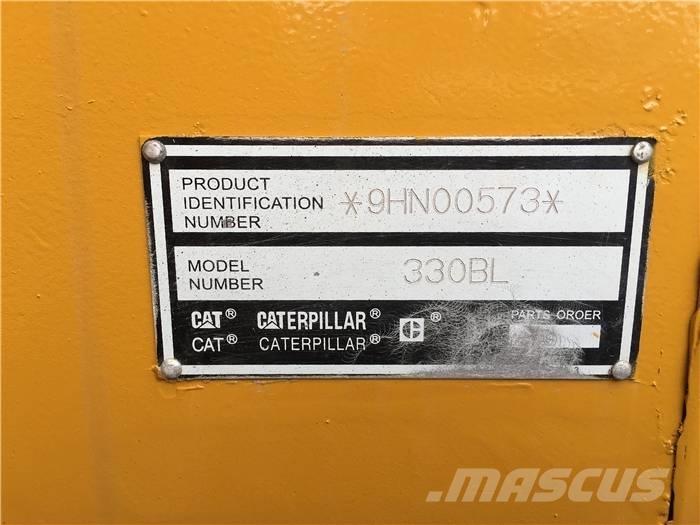 PRODUCT
IDENTIFICATION
NUMBER
*9HN00573*
MODEL
NUMBER
330BL
CAT® CATERPILLAR® C ®
CAT® CATERPILLAR®
PARTS OROER
MASCUS